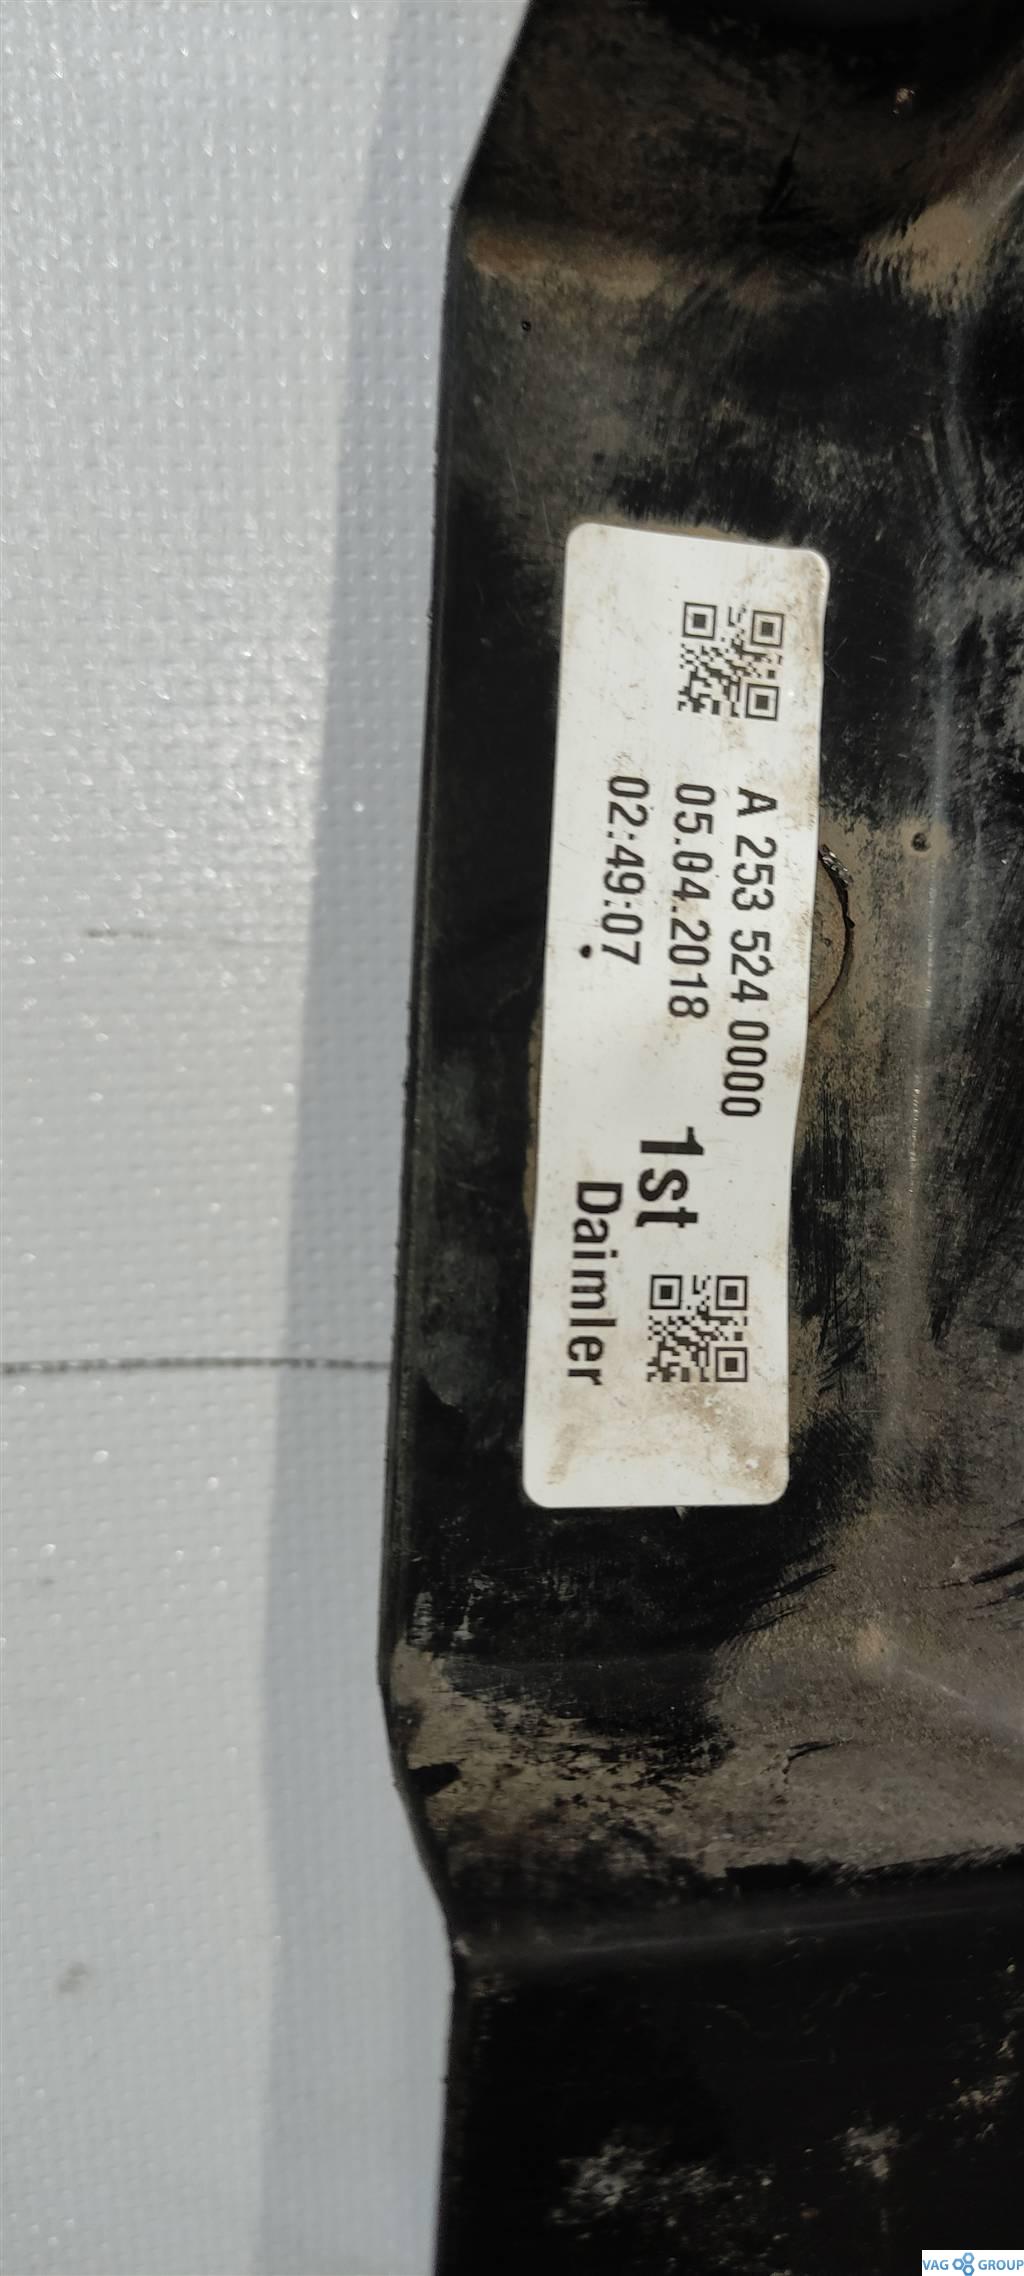 A 253 524 0000
05.04.2018
02:49:07
1st
Daimler
VAG GROUP